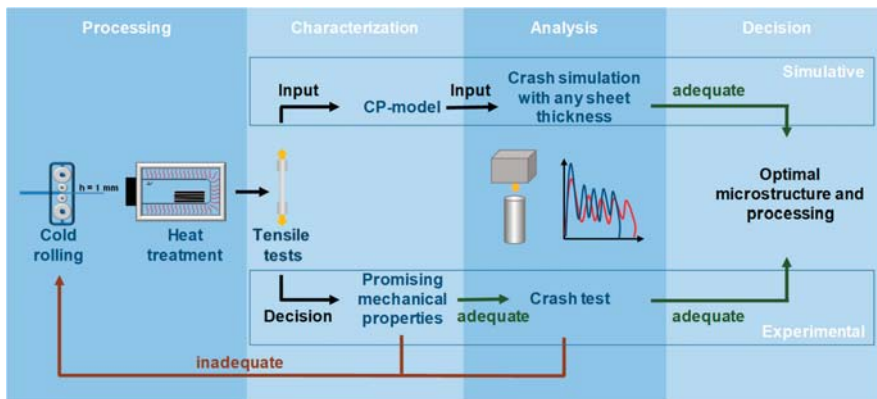 Processing
Characterization
Analysis
Decision
Simulative
Input
CP-model
Input
Crash simulation
with any sheet
thickness
adequate
h = 1 mm
Cold
rolling
Heat
treatment
Tensile
tests
Optimal
microstructure and
processing
Decision
Promising
mechanical
properties
adequate
Crash test
adequate
Experimental
inadequate